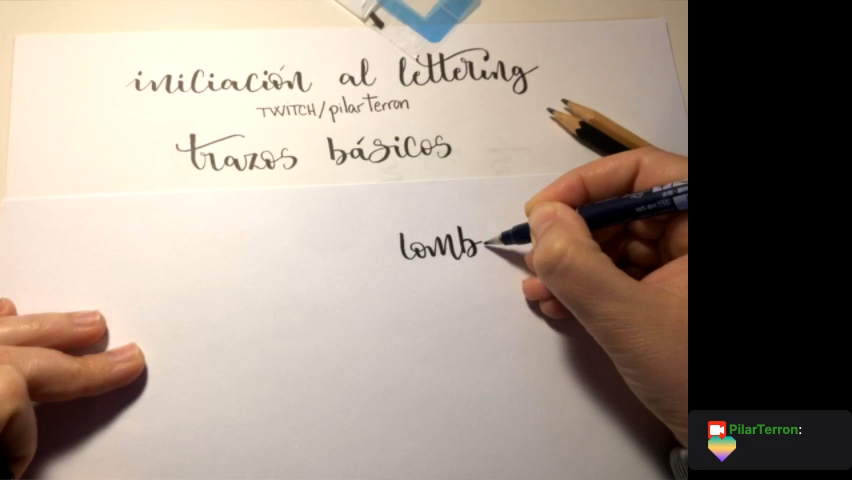 iniciación al lettering
TWITCH/pilarTerron
trazos básicos
lomb
PilarTerron: